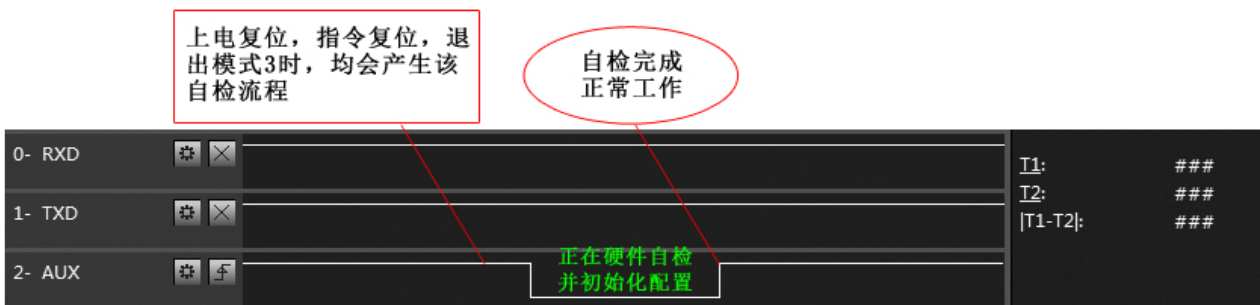 上电复位，指令复位，退
出模式3时，均会产生该
自检流程
自检完成
正常工作
0- RXD
1- TXD
2- AUX
正在硬件自检
并初始化配置
T1: ###
T2: ###
|T1-T2|: ###